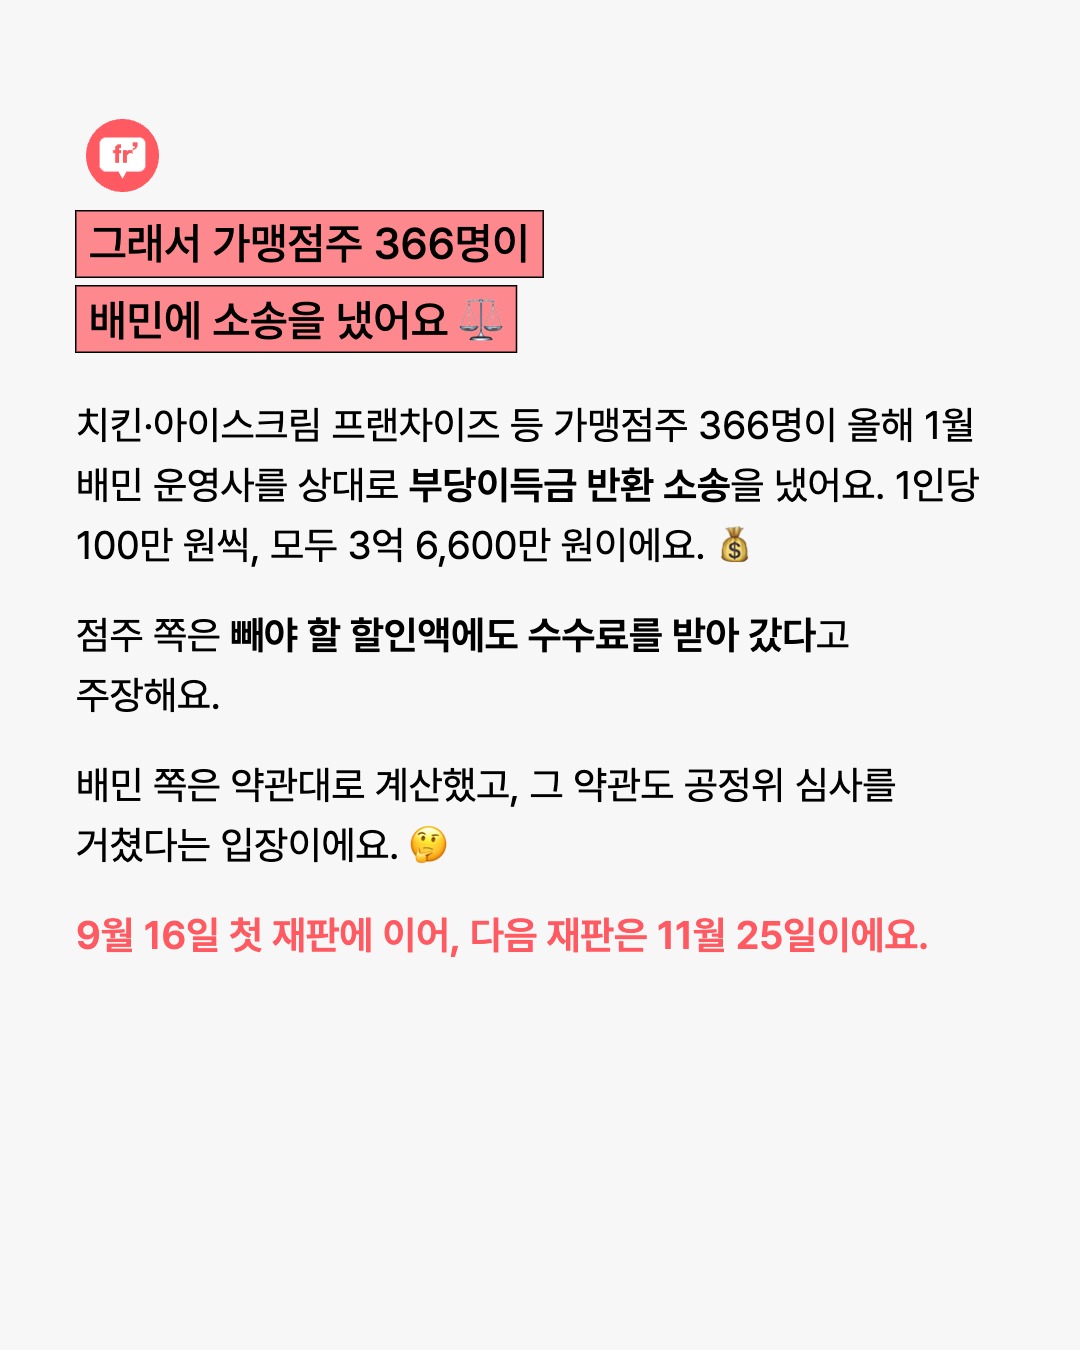 fr’
그래서 가맹점주 366명이
배민에 소송을 냈어요 ⚖️
치킨·아이스크림 프랜차이즈 등 가맹점주 366명이 올해 1월
배민 운영사를 상대로 부당이득금 반환 소송을 냈어요. 1인당
100만 원씩, 모두 3억 6,600만 원이에요. 💰
점주 쪽은 빼야 할 할인액에도 수수료를 받아 갔다고
주장해요.
배민 쪽은 약관대로 계산했고, 그 약관도 공정위 심사를
거쳤다는 입장이에요. 🤔
9월 16일 첫 재판에 이어, 다음 재판은 11월 25일이에요.